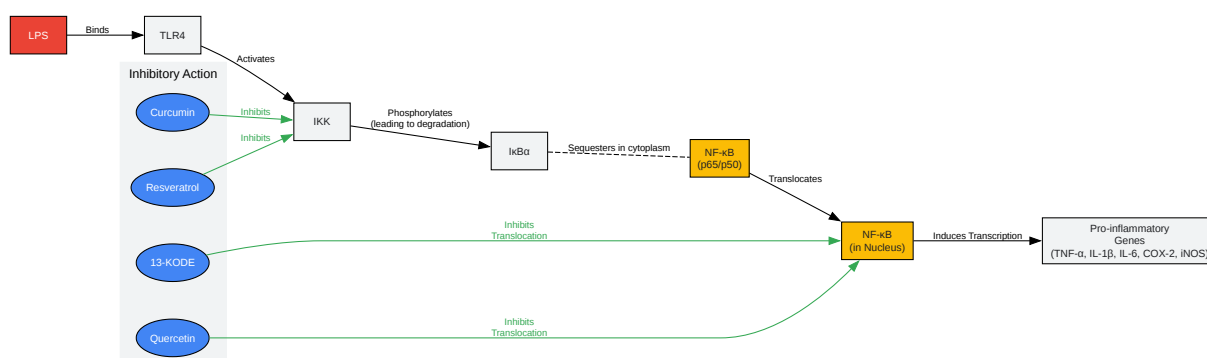 LPS
Binds
TLR4
Activates
Inhibitory Action
Curcumin
Inhibits
IKK
Inhibits
Resveratrol
Phosphorylates
(leading to degradation)
IκBα
Sequesters in cytoplasm
NF-κB
(p65/p50)
Translocates
13-KODE
Inhibits
Translocation
NF-κB
(in Nucleus)
Induces Transcription
Pro-inflammatory
Genes
(TNF-α, IL-1β, IL-6, COX-2, iNOS)
Quercetin
Inhibits
Translocation